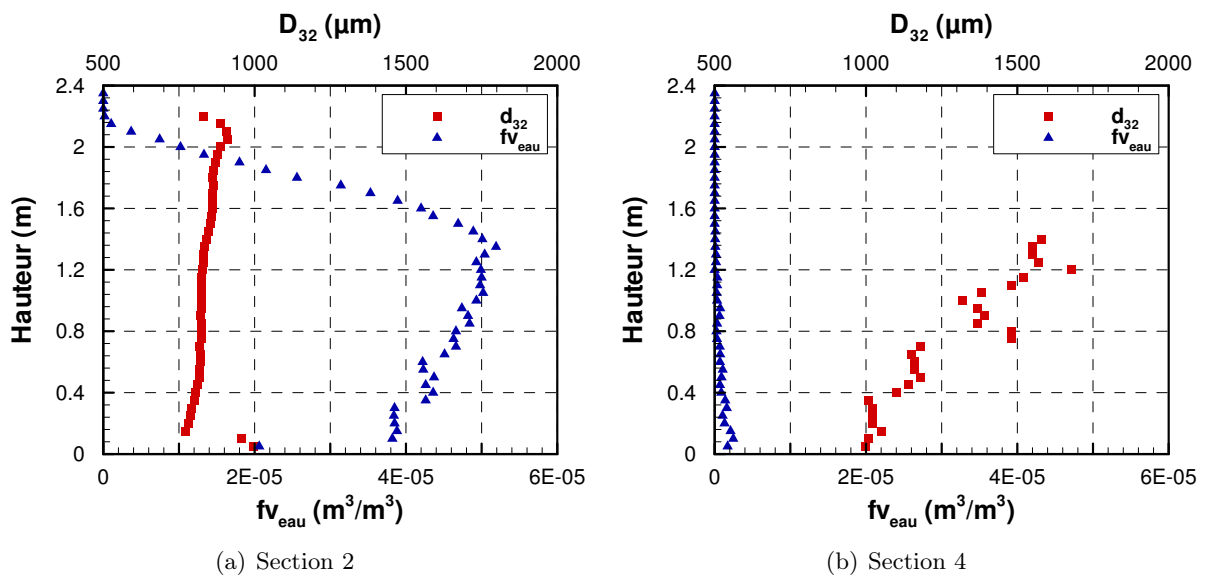 D32 (µm)
500 1000 1500 2000
2.4
2
1.6
1.2
0.8
0.4
0
Hauteur (m)
d32
fveau
0 2E-05 4E-05 6E-05
fveau (m³/m³)
(a) Section 2
D32 (µm)
500 1000 1500 2000
2.4
2
1.6
1.2
0.8
0.4
0
Hauteur (m)
d32
fveau
0 2E-05 4E-05 6E-05
fveau (m³/m³)
(b) Section 4